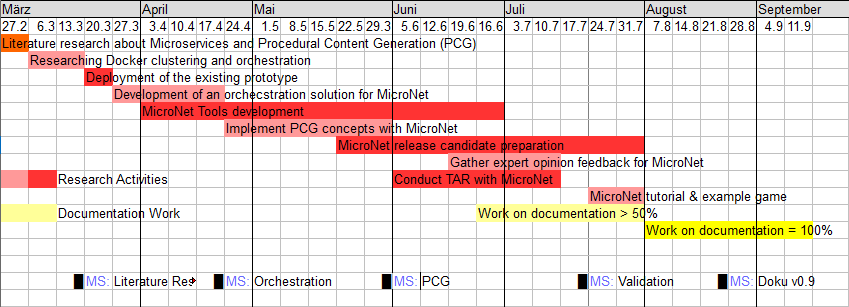 März April Mai Juni Juli August September
27.2 6.3 13.3 20.3 27.3 3.4 10.4 17.4 24.4 1.5 8.5 15.5 22.5 29.5 5.6 12.6 19.6 16.6 3.7 10.7 17.7 24.7 31.7 7.8 14.8 21.8 28.8 4.9 11.9
Literature research about Microservices and Procedural Content Generation (PCG)
Researching Docker clustering and orchestration
Deployment of the existing prototype
Development of an orchecstration solution for MicroNet
MicroNet Tools development
Implement PCG concepts with MicroNet
MicroNet release candidate preparation
Gather expert opinion feedback for MicroNet
Research Activities Conduct TAR with MicroNet
MicroNet tutorial & example game
Documentation Work Work on documentation > 50%
Work on documentation = 100%
MS: Literature Res MS: Orchestration MS: PCG MS: Validation MS: Doku v0.9